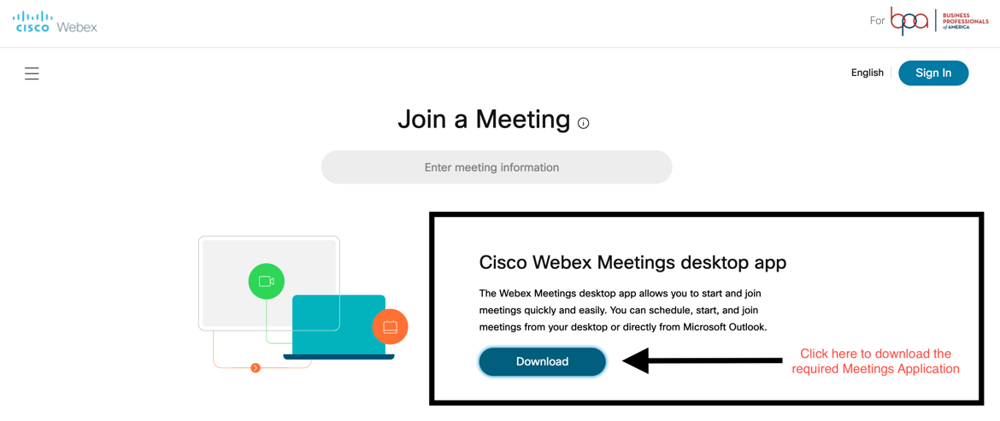 CISCO Webex
For bpa BUSINESS
PROFESSIONALS
of AMERICA
English
Sign In
Join a Meeting
Enter meeting information
Cisco Webex Meetings desktop app
The Webex Meetings desktop app allows you to start and join
meetings quickly and easily. You can schedule, start, and join
meetings from your desktop or directly from Microsoft Outlook.
Download
Click here to download the
required Meetings Application